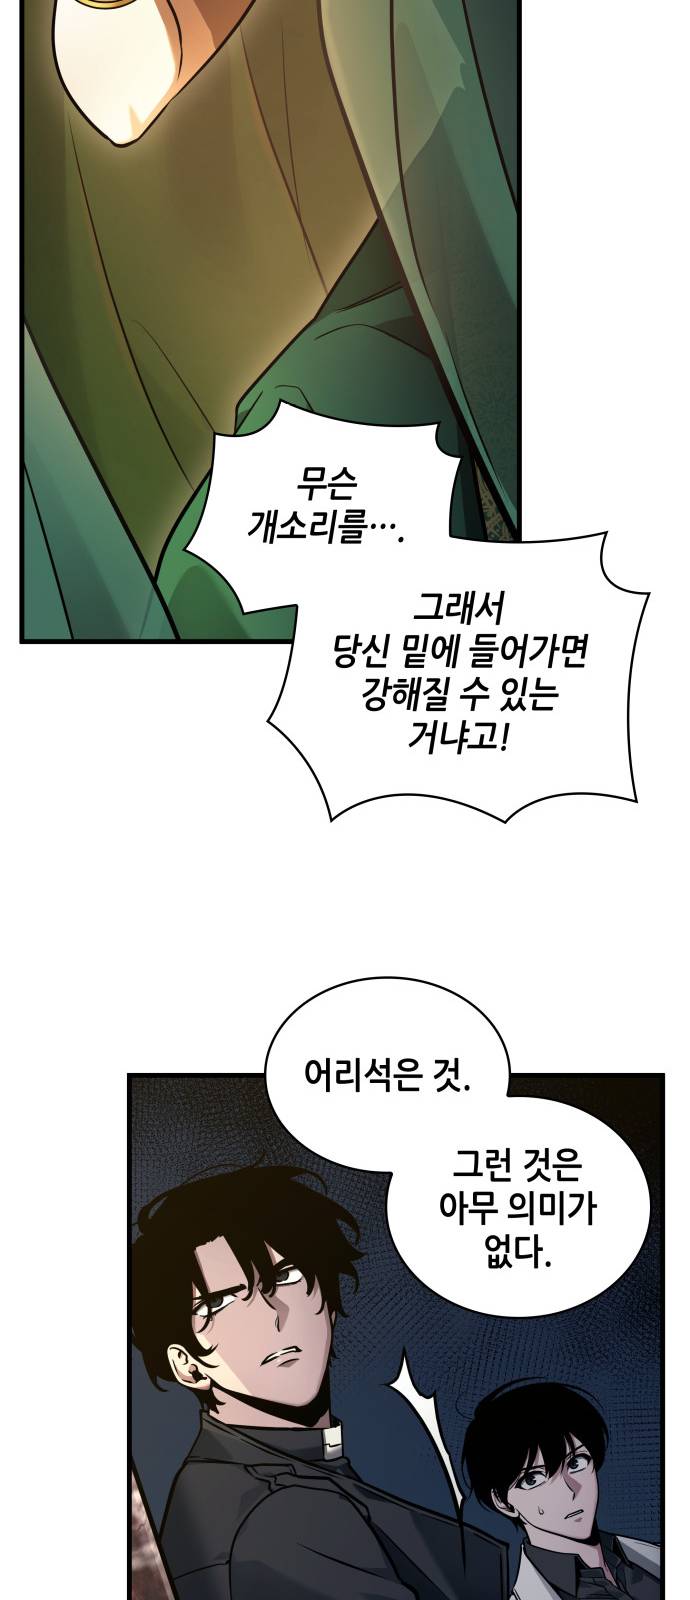 무슨
개소리를….
그래서
당신 밑에 들어가면
강해질 수 있는
거냐고!
어리석은 것.
그런 것은
아무 의미가
없다.